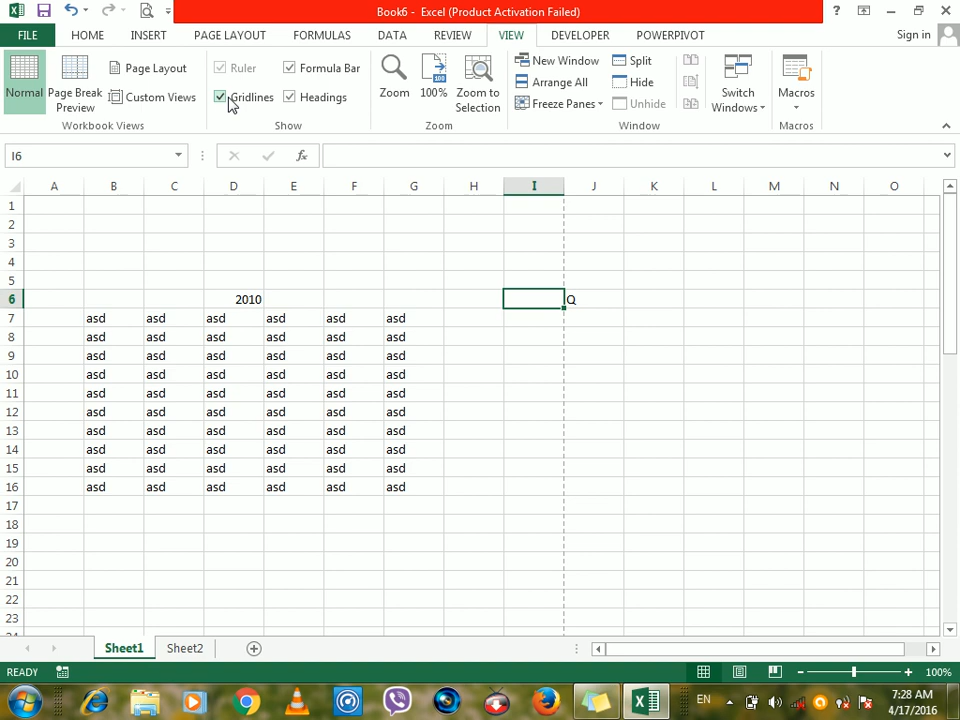 Book6 - Excel (Product Activation Failed)
FILE HOME INSERT PAGE LAYOUT FORMULAS DATA REVIEW VIEW DEVELOPER POWERPIVOT Sign in
Normal Page Break Preview Page Layout Custom Views
Workbook Views
Ruler Formula Bar
Gridlines Headings
Show
Zoom 100% Zoom to Selection
Zoom
New Window Split
Arrange All Hide
Freeze Panes Unhide
Switch Windows
Window
Macros
Macros
I6 fx
A B C D E F G H I J K L M N O
1
2
3
4
5
6 2010 Q
7 asd asd asd asd asd asd
8 asd asd asd asd asd asd
9 asd asd asd asd asd asd
10 asd asd asd asd asd asd
11 asd asd asd asd asd asd
12 asd asd asd asd asd asd
13 asd asd asd asd asd asd
14 asd asd asd asd asd asd
15 asd asd asd asd asd asd
16 asd asd asd asd asd asd
17
18
19
20
21
22
23
Sheet1 Sheet2
READY 100%
EN 7:28 AM
4/17/2016